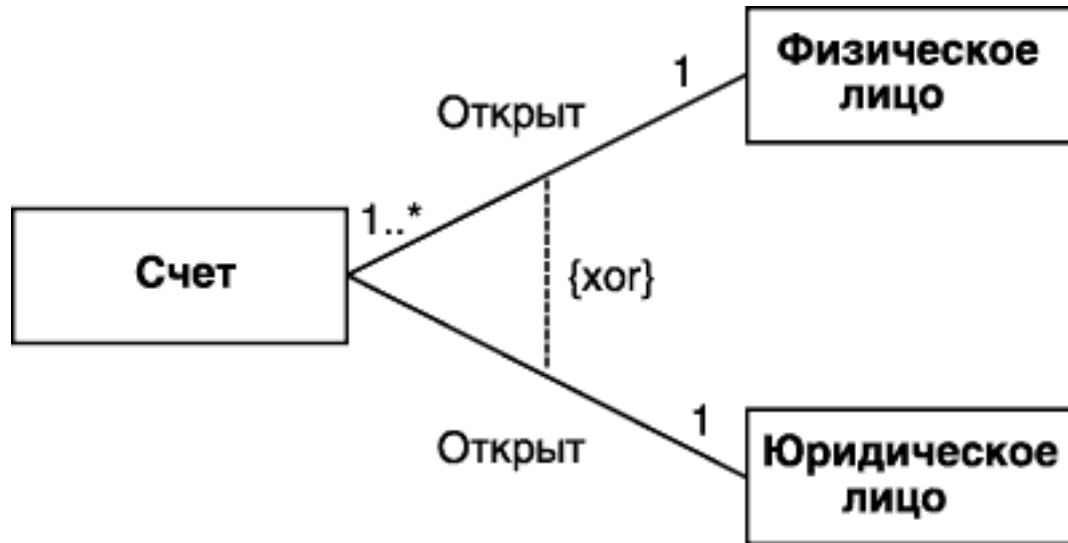 Физическое
лицо
1
Открыт
1..*
Счет
{xor}
1
Открыт
Юридическое
лицо